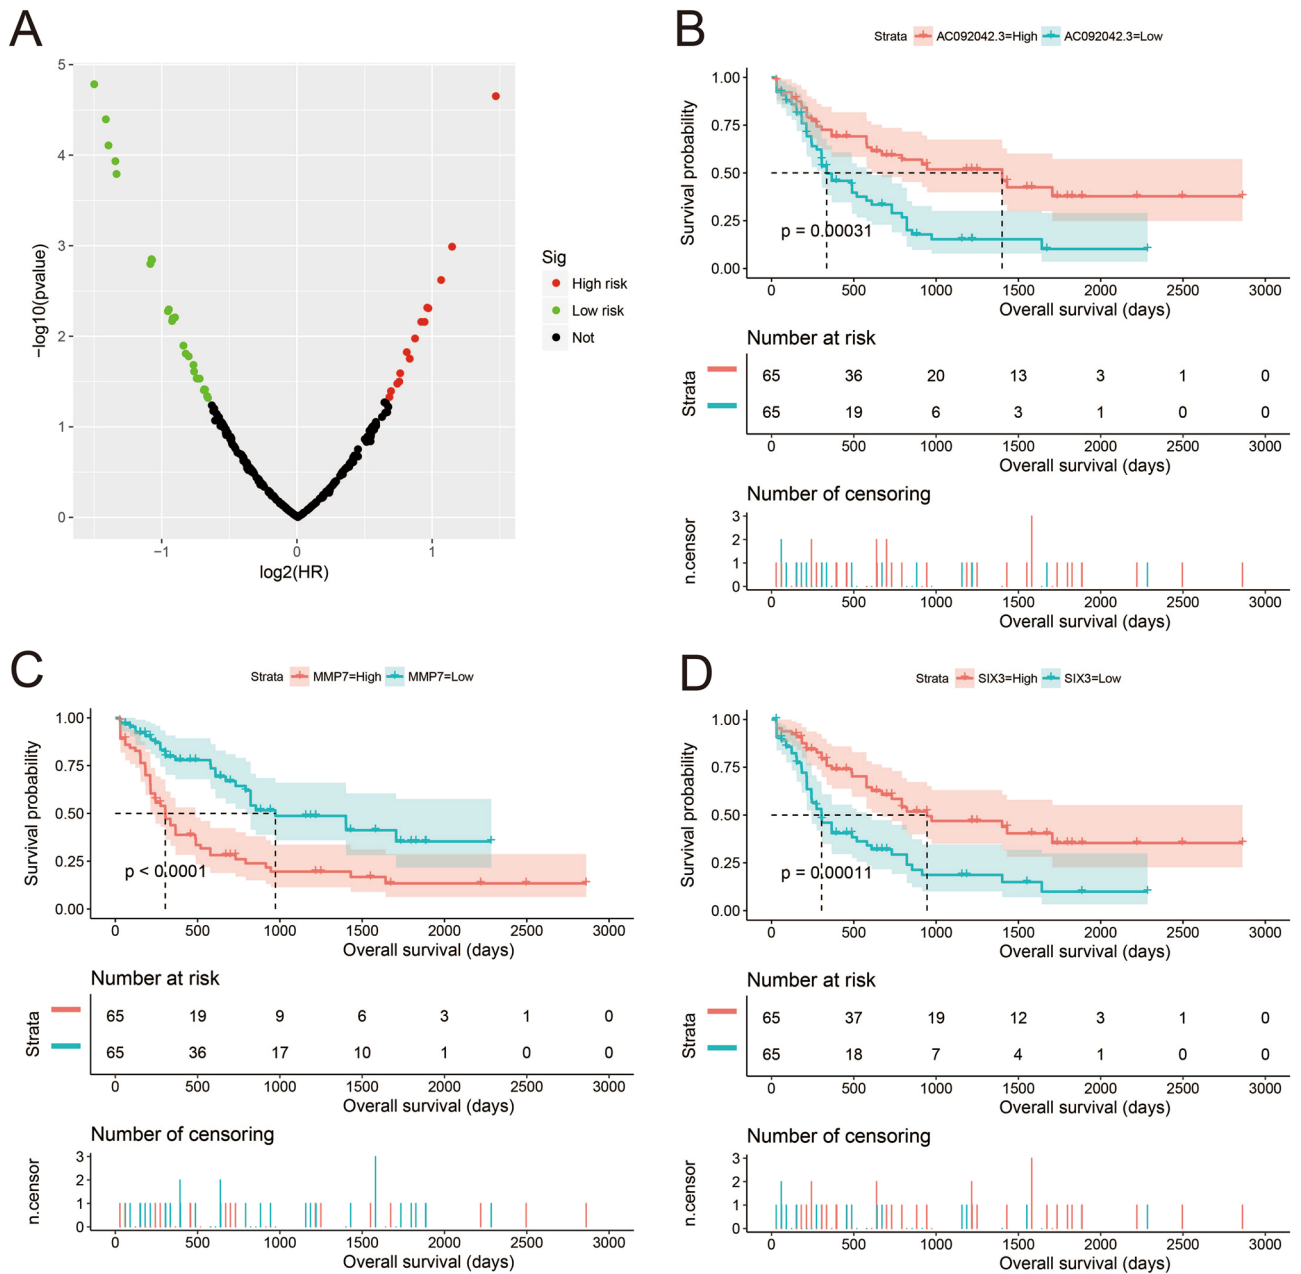 A
5
4
3
2
1
0
−log10(pvalue)
−1 0 1
log2(HR)
Sig
High risk
Low risk
Not
B
Strata AC092042.3=High AC092042.3=Low
1.00
0.75
0.50
0.25
0.00
Survival probability
p = 0.00031
0 500 1000 1500 2000 2500 3000
Overall survival (days)
Number at risk
Strata
65 36 20 13 3 1 0
65 19 6 3 1 0 0
0 500 1000 1500 2000 2500 3000
Overall survival (days)
Number of censoring
n.censor
3
2
1
0
0 500 1000 1500 2000 2500 3000
Overall survival (days)
C
Strata MMP7=High MMP7=Low
1.00
0.75
0.50
0.25
0.00
Survival probability
p < 0.0001
0 500 1000 1500 2000 2500 3000
Overall survival (days)
Number at risk
Strata
65 19 9 6 3 1 0
65 36 17 10 1 0 0
0 500 1000 1500 2000 2500 3000
Overall survival (days)
Number of censoring
n.censor
3
2
1
0
0 500 1000 1500 2000 2500 3000
Overall survival (days)
D
Strata SIX3=High SIX3=Low
1.00
0.75
0.50
0.25
0.00
Survival probability
p = 0.00011
0 500 1000 1500 2000 2500 3000
Overall survival (days)
Number at risk
Strata
65 37 19 12 3 1 0
65 18 7 4 1 0 0
0 500 1000 1500 2000 2500 3000
Overall survival (days)
Number of censoring
n.censor
3
2
1
0
0 500 1000 1500 2000 2500 3000
Overall survival (days)